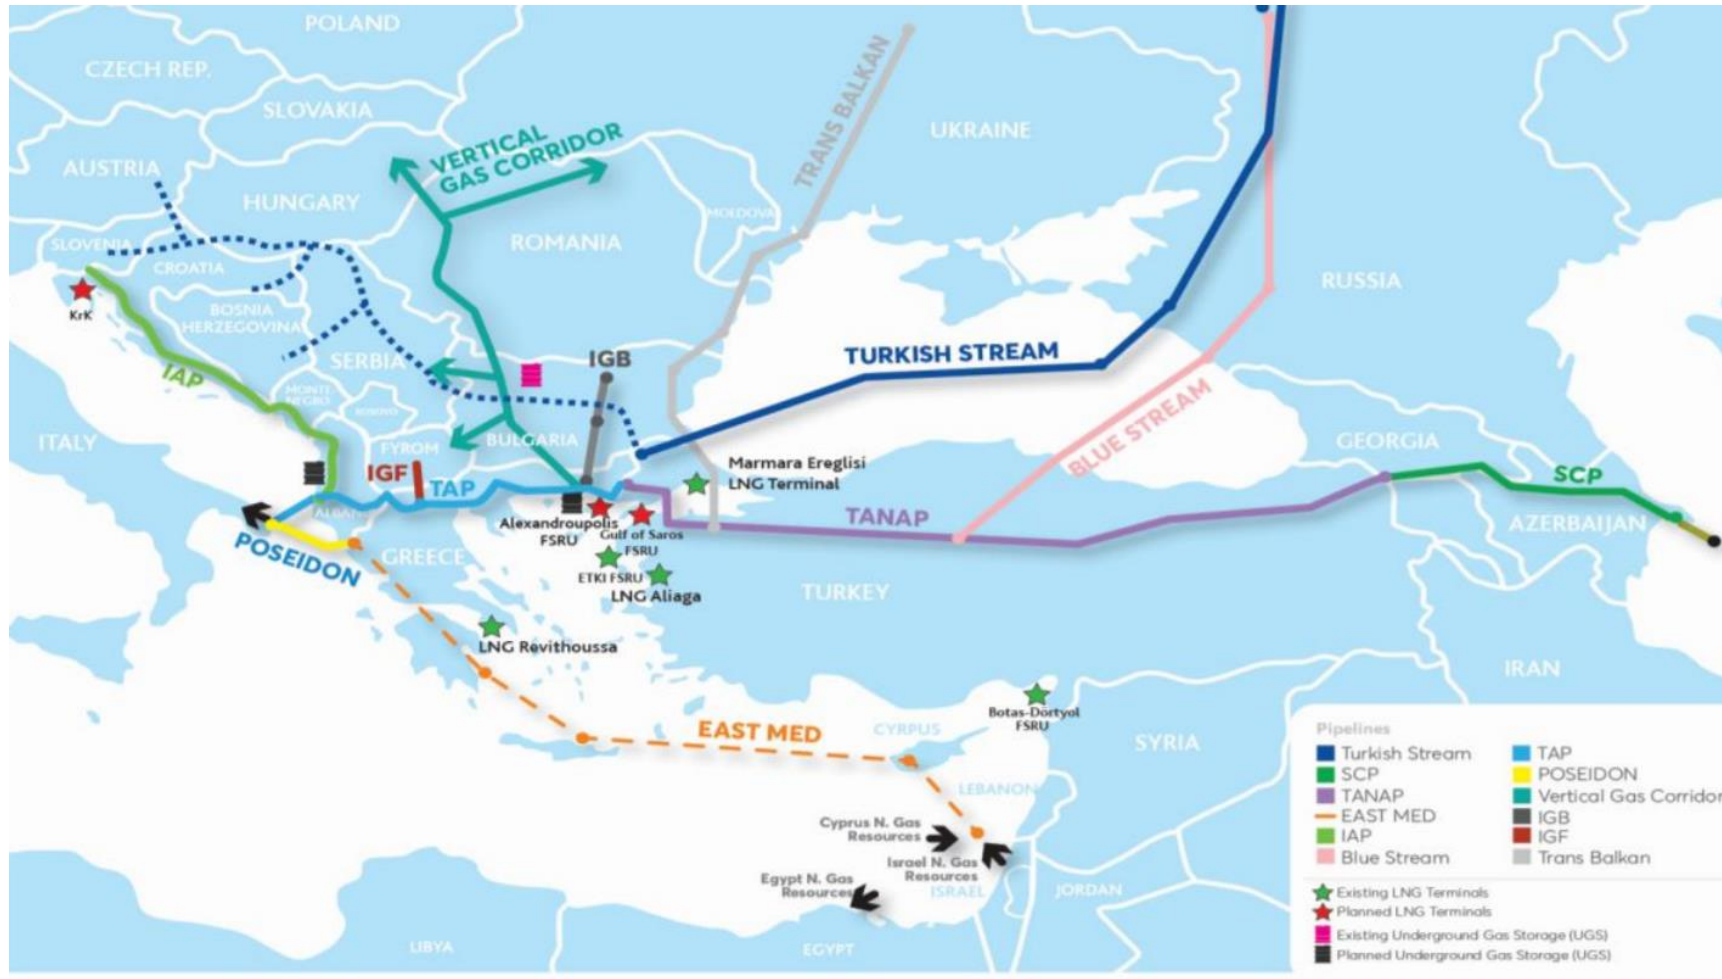 POLAND
CZECH REP.
SLOVAKIA
AUSTRIA
HUNGARY
VERTICAL
GAS CORRIDOR
TRANS BALKAN
UKRAINE
MOLDOVA
ROMANIA
SLOVENIA
CROATIA
RUSSIA
KrK
BOSNIA
HERZEGOVINA
SERBIA
IAP
IGB
TURKISH STREAM
MONTE-
NEGRO
KOSOVO
BLUE STREAM
ITALY
FYROM
BULGARIA
GEORGIA
IGF
TAP
Marmara Ereglisi
LNG Terminal
SCP
ALBAN
TANAP
AZERBAIJAN
Alexandroupolis
FSRU
Gulf of Saros
FSRU
POSEIDON
GREECE
ETKI FSRU
LNG Aliaga
TURKEY
LNG Revithoussa
IRAN
Botas-Dörtyol
FSRU
EAST MED
CYRPUS
SYRIA
LEBANON
Cyprus N. Gas
Resources
Israel N. Gas
Resources
Egypt N. Gas
Resources
ISRAEL
JORDAN
LIBYA
EGYPT
Pipelines
Turkish Stream
SCP
TANAP
EAST MED
IAP
Blue Stream
TAP
POSEIDON
Vertical Gas Corridor
IGB
IGF
Trans Balkan
Existing LNG Terminals
Planned LNG Terminals
Existing Underground Gas Storage (UGS)
Planned Underground Gas Storage (UGS)